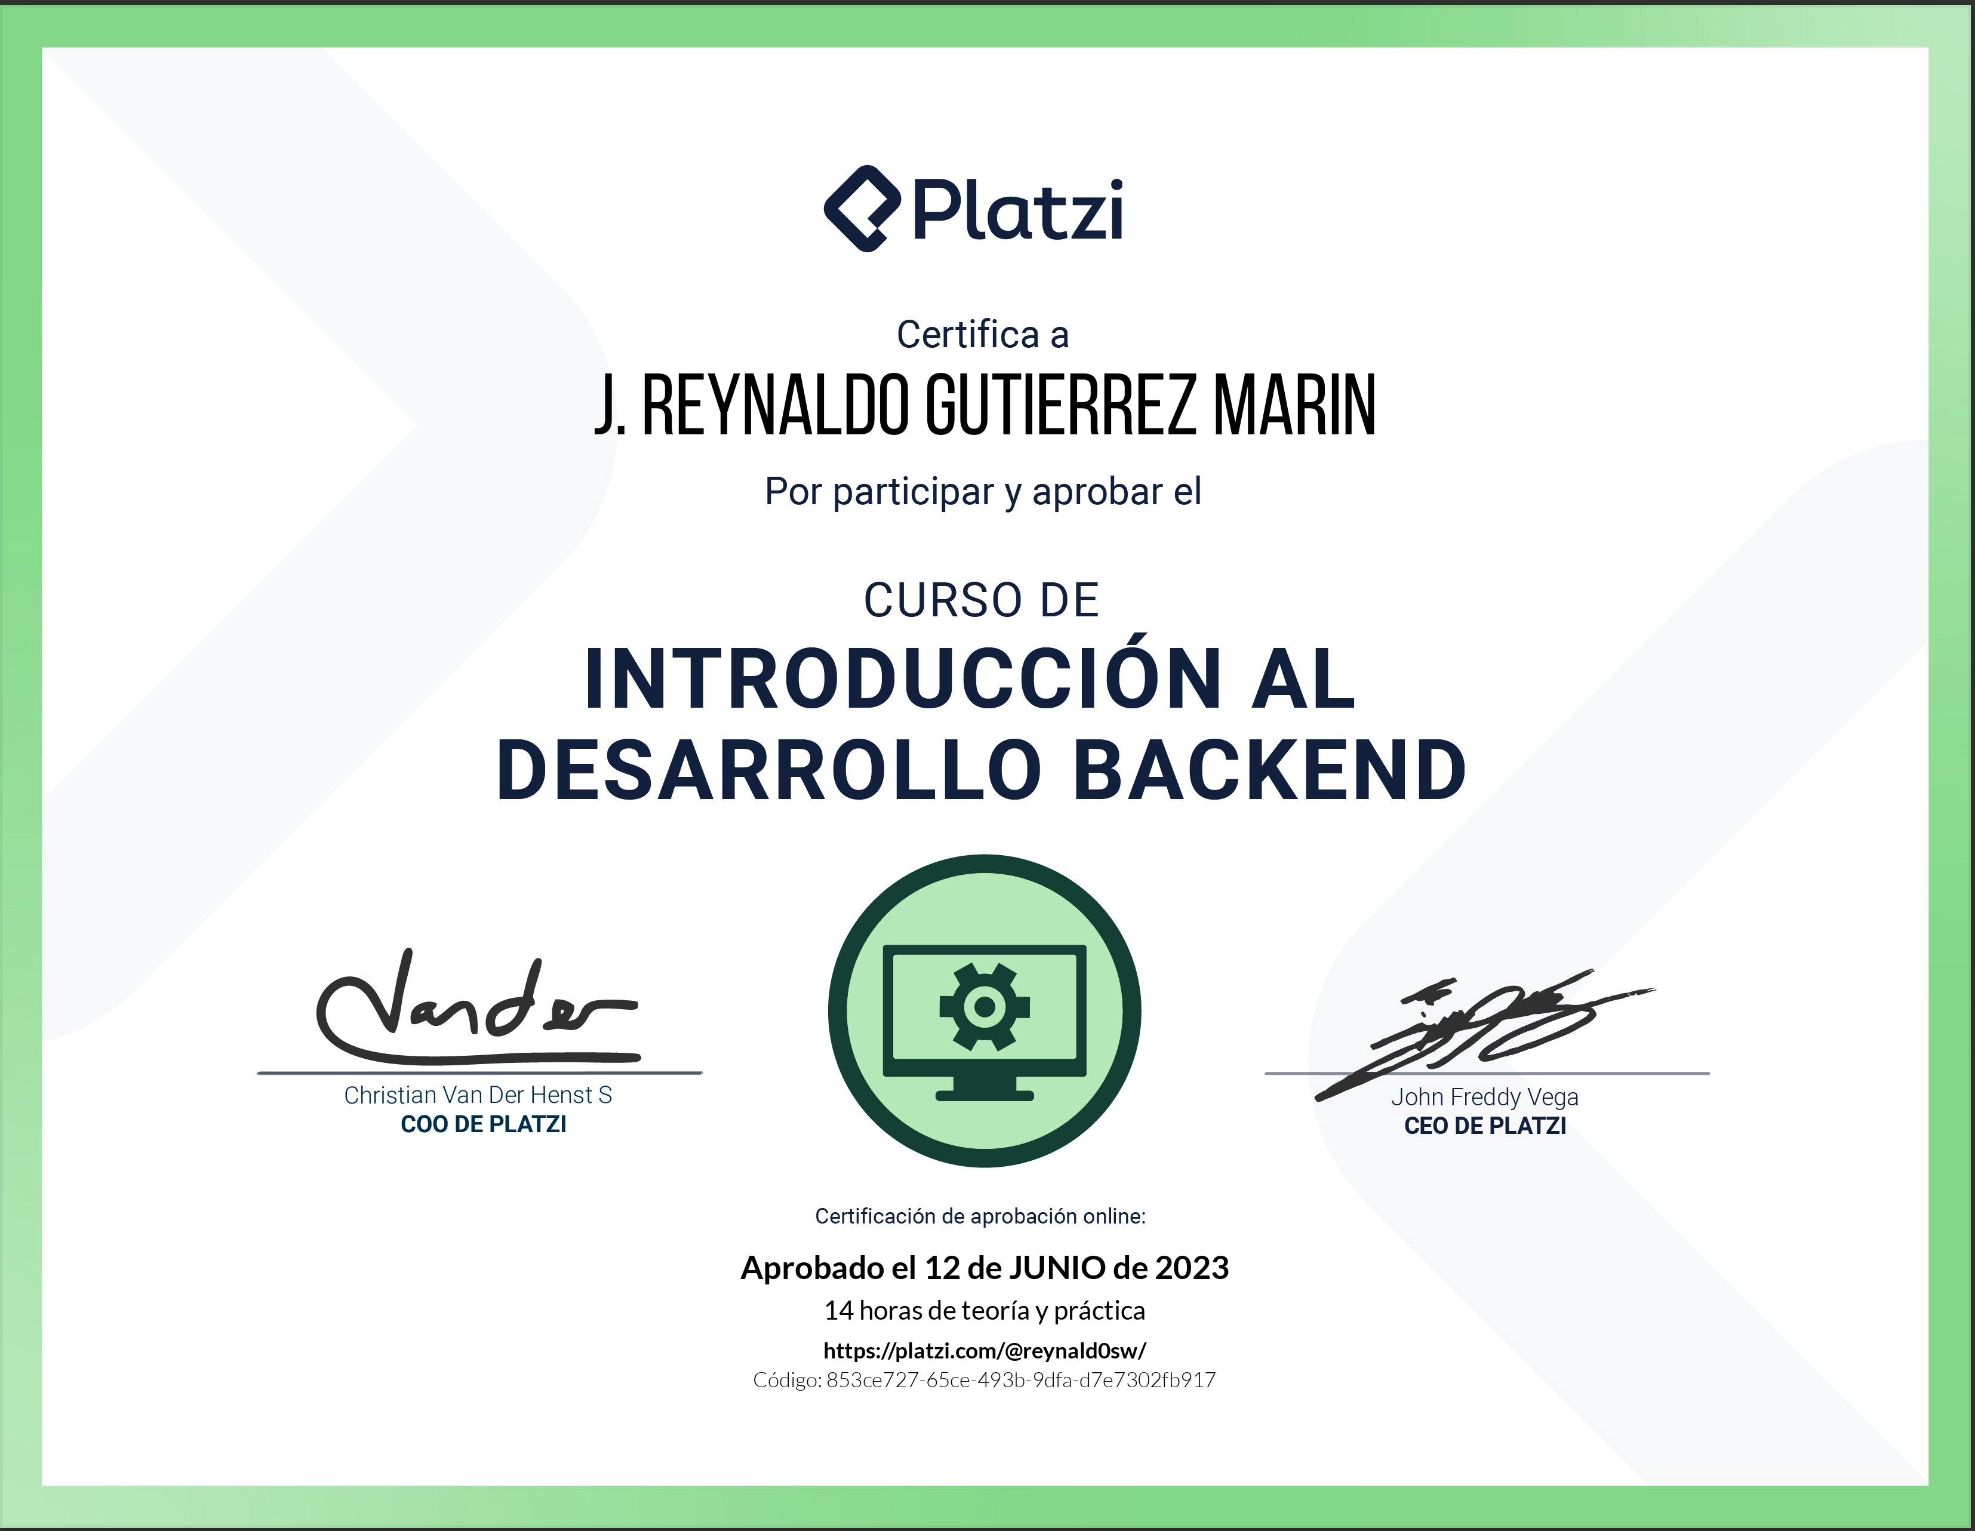 Platzi
Certifica a
J. REYNALDO GUTIERREZ MARIN
Por participar y aprobar el
CURSO DE
INTRODUCCIÓN AL
DESARROLLO BACKEND
Vander
Christian Van Der Henst S
COO DE PLATZI
John Freddy Vega
CEO DE PLATZI
Certificación de aprobación online:
Aprobado el 12 de JUNIO de 2023
14 horas de teoría y práctica
https://platzi.com/@reynald0sw/
Código: 853ce727-65ce-493b-9dfa-d7e7302fb917